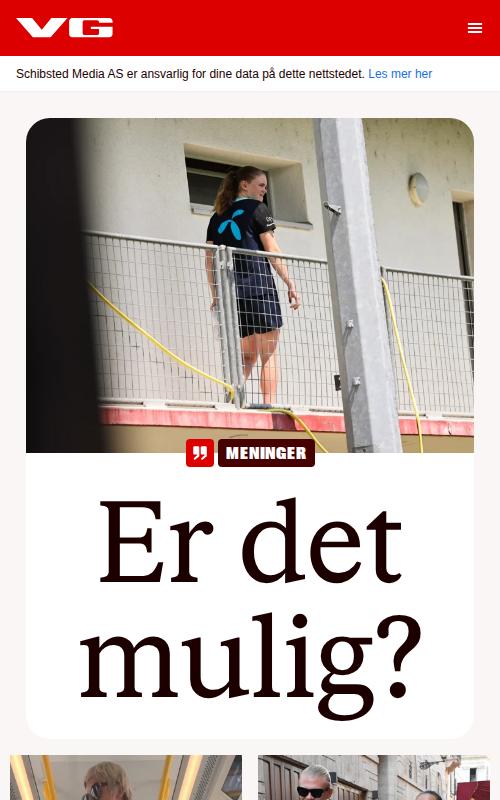 VG
Schibsted Media AS er ansvarlig for dine data på dette nettstedet. Les mer her
MENINGER
Er det
mulig?